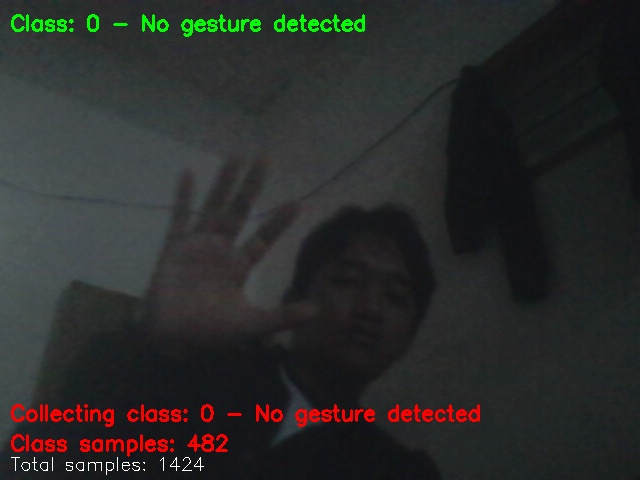 Class: 0 - No gesture detected
Collecting class: 0 - No gesture detected
Class samples: 482
Total samples: 1424